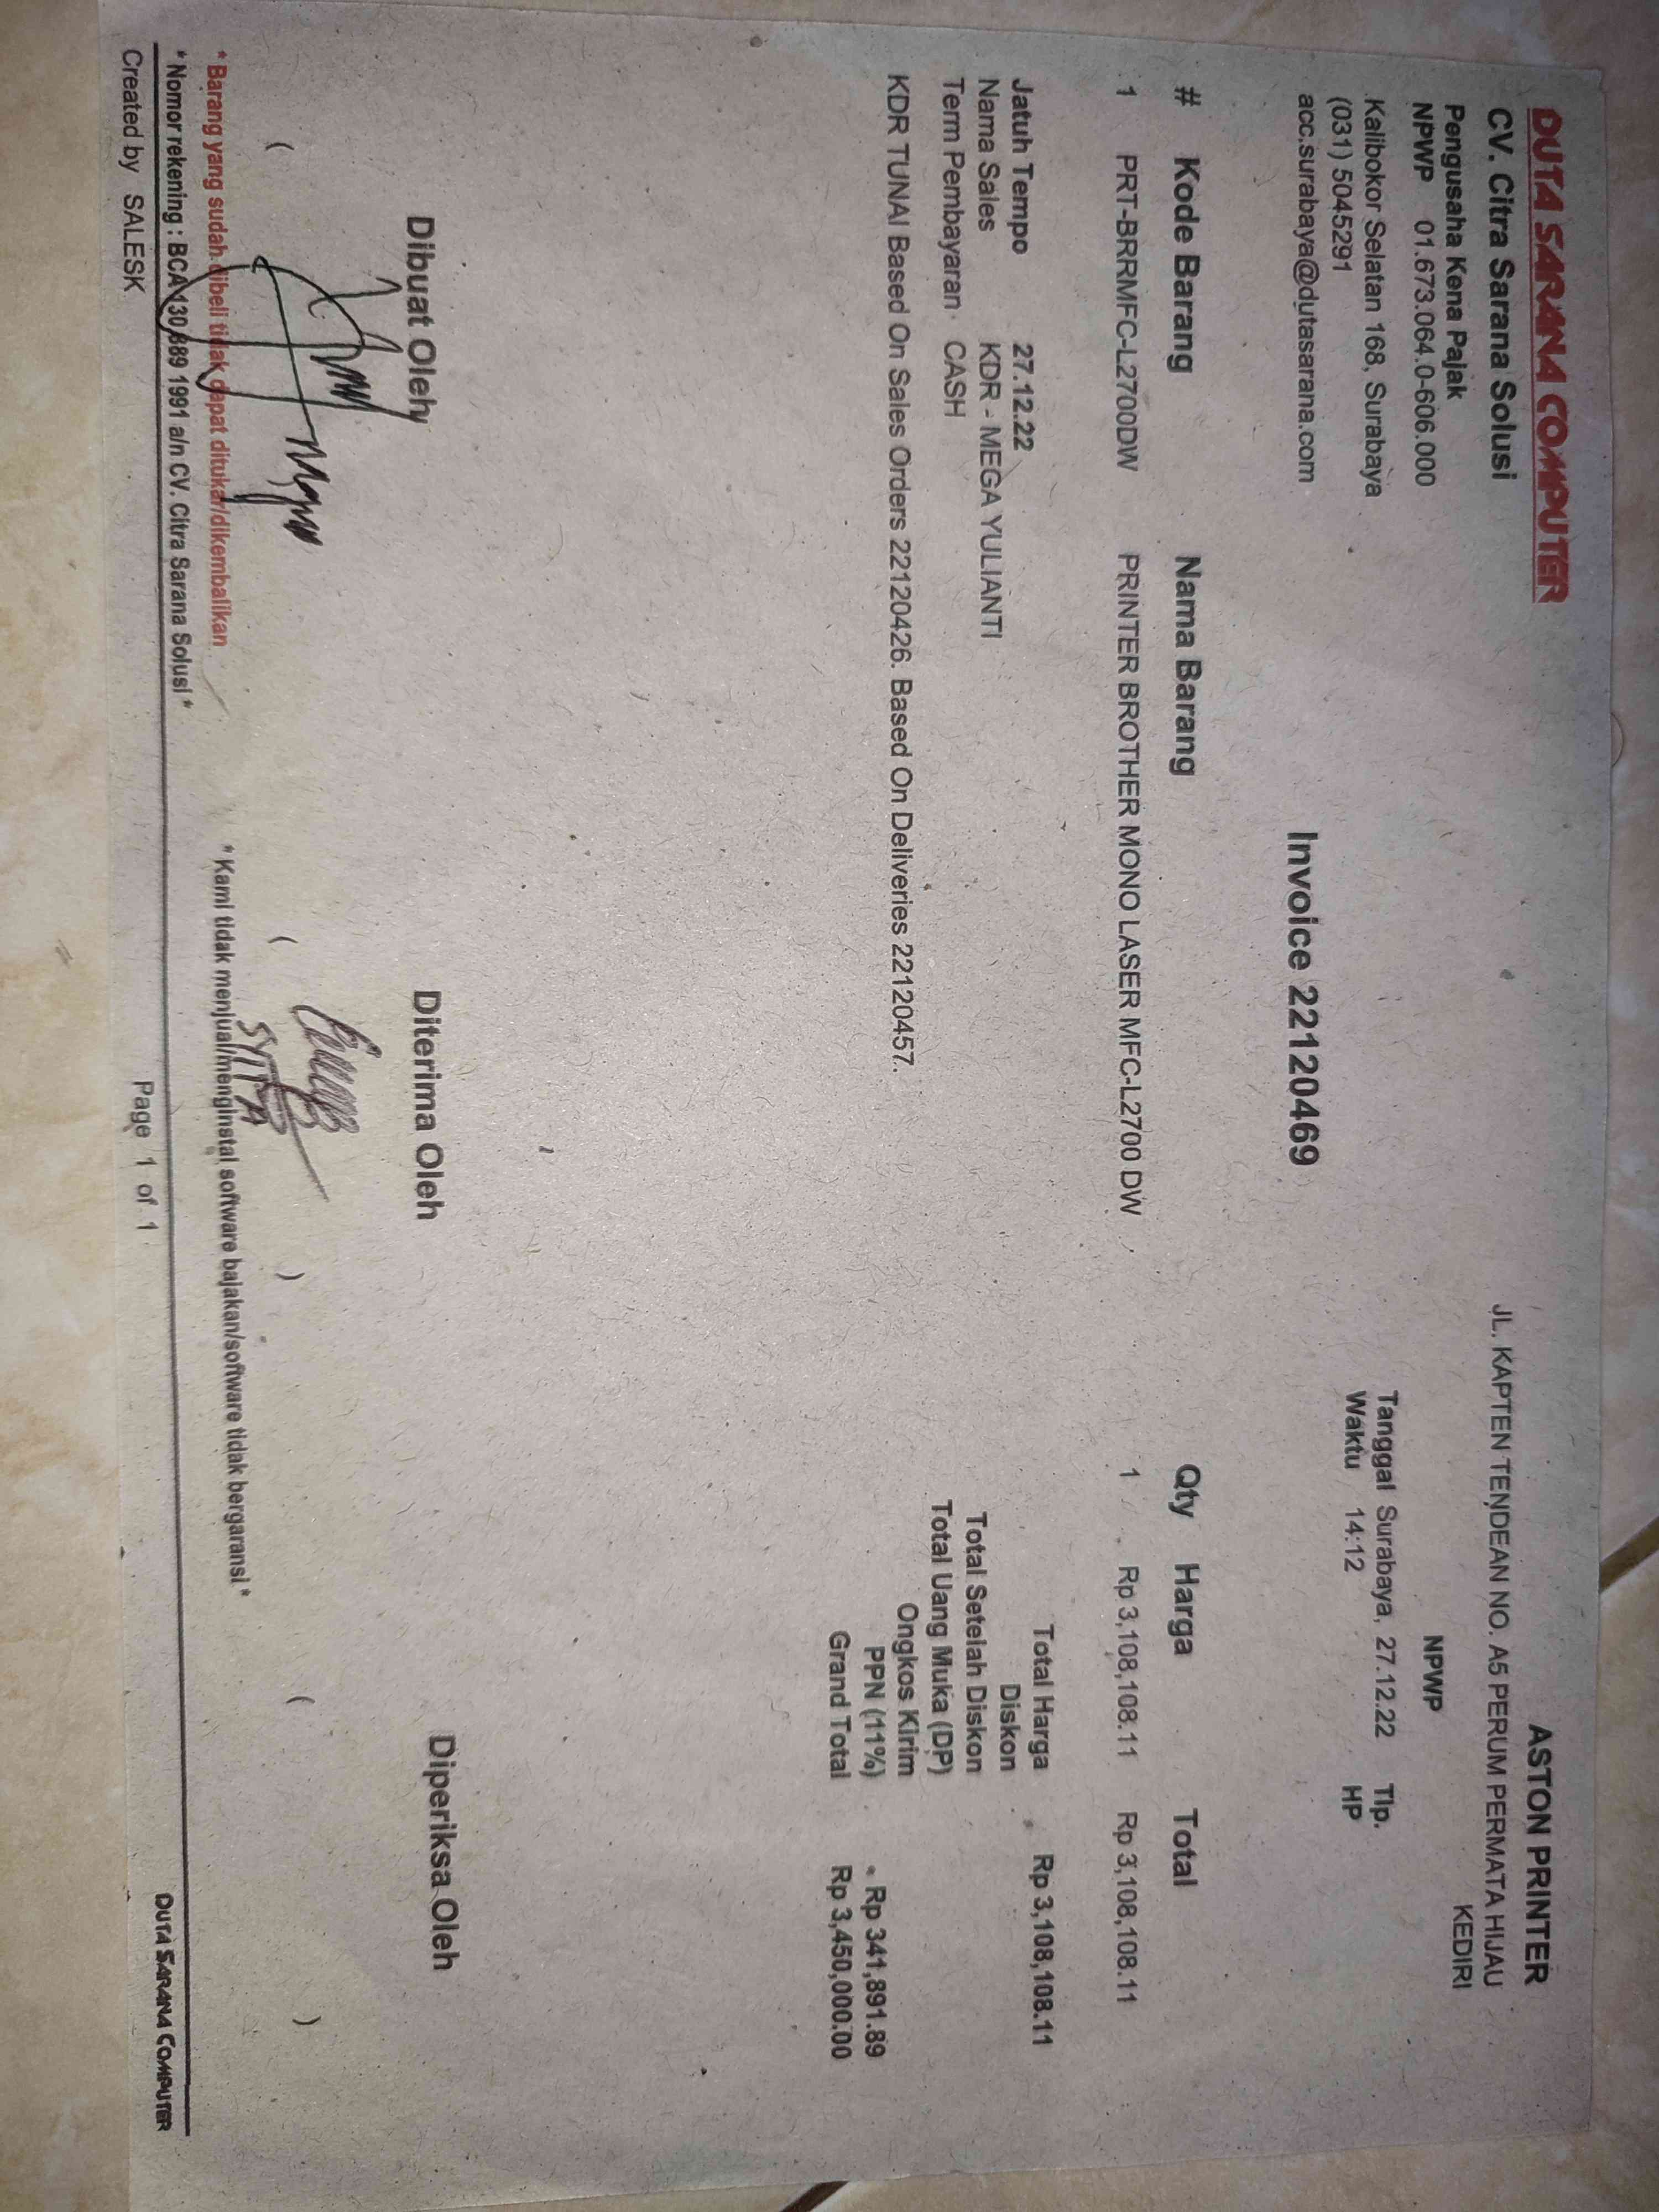 DUTA SARANA COMPUTER
CV. Citra Sarana Solusi
Pengusaha Kena Pajak
NPWP 01.673.064.0-606.000
Kalibokor Selatan 168, Surabaya
(031) 5045291
acc.surabaya@dutasarana.com
ASTON PRINTER
JL. KAPTEN TENDEAN NO. A5 PERUM PERMATA HIJAU
KEDIRI
NPWP
Tanggal Surabaya, 27.12.22 Tlp.
Waktu 14:12 HP
Invoice 22120469
# Kode Barang Nama Barang Qty Harga Total
1 PRT-BRRMFC-L2700DW PRINTER BROTHER MONO LASER MFC-L2700 DW 1 Rp 3,108,108.11 Rp 3,108,108.11
Jatuh Tempo 27.12.22
Nama Sales KDR - MEGA YULIANTI
Term Pembayaran CASH
KDR TUNAI Based On Sales Orders 22120426. Based On Deliveries 22120457.
Total Harga Rp 3,108,108.11
Diskon
Total Setelah Diskon
Total Uang Muka (DP)
Ongkos Kirim
PPN (11%) Rp 341,891.89
Grand Total Rp 3,450,000.00
Dibuat Oleh Diterima Oleh Diperiksa Oleh
SYITA
( ) ( )
* Barang yang sudah dibeli tidak dapat ditukar/dikembalikan
* Kami tidak menjual/menginstal software bajakan/software tidak bergaransi *
* Nomor rekening : BCA 130 889 1991 a/n CV. Citra Sarana Solusi *
Created by SALESK
Page 1 of 1
DUTA SARANA COMPUTER